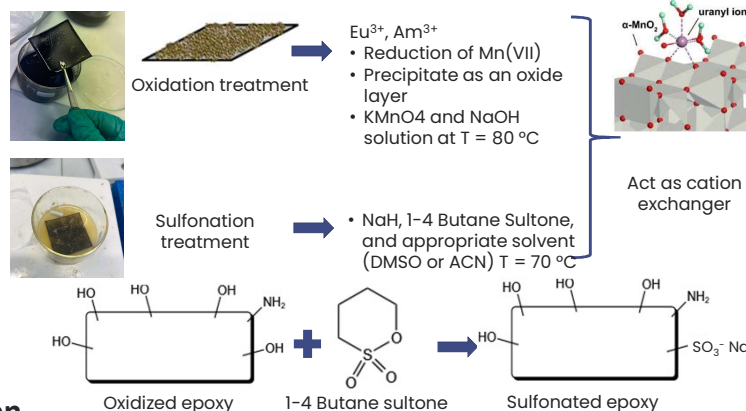 uranyl ion
α-MnO₂
Eu³⁺, Am³⁺
• Reduction of Mn(VII)
• Precipitate as an oxide
layer
• KMnO4 and NaOH
solution at T = 80 ºC
Oxidation treatment
Act as cation
exchanger
Sulfonation
treatment
• NaH, 1-4 Butane Sultone,
and appropriate solvent
(DMSO or ACN) T = 70 ºC
HO
HO
OH
NH₂
HO
OH
O
S
O
O
HO
HO
OH
NH₂
HO
SO₃⁻ Na
Oxidized epoxy
1-4 Butane sultone
Sulfonated epoxy